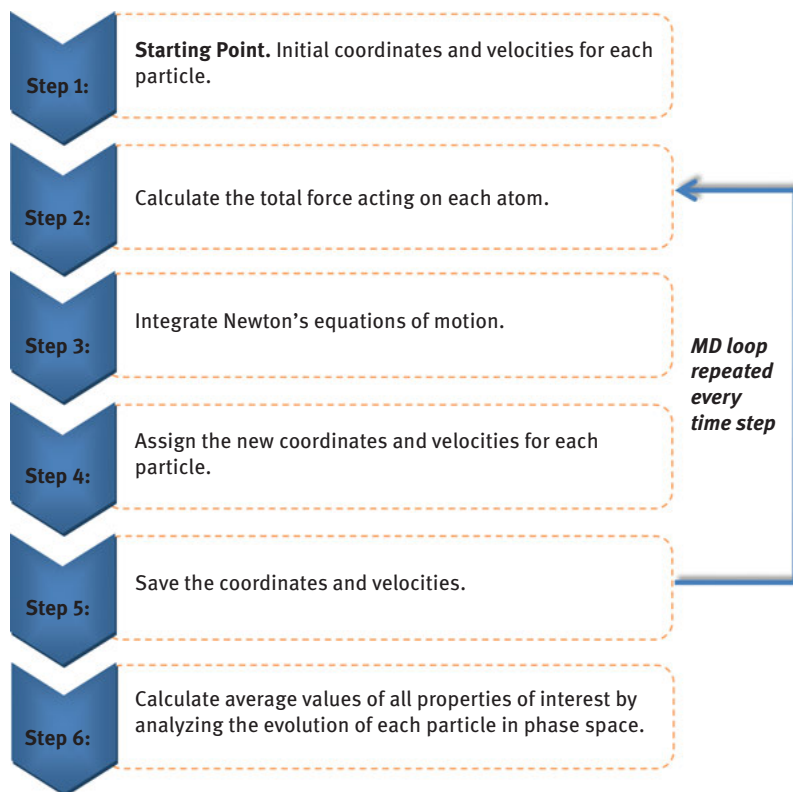 Step 1:
Starting Point. Initial coordinates and velocities for each
particle.
Step 2:
Calculate the total force acting on each atom.
Step 3:
Integrate Newton’s equations of motion.
MD loop
repeated
every
time step
Step 4:
Assign the new coordinates and velocities for each
particle.
Step 5:
Save the coordinates and velocities.
Step 6:
Calculate average values of all properties of interest by
analyzing the evolution of each particle in phase space.